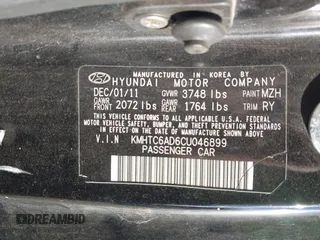 MANUFACTURED IN KOREA BY
HYUNDAI MOTOR COMPANY
DEC/01/11 GVWR 3748 lbs PAINT MZH
GAWR FRONT 2072 lbs GAWR REAR 1764 lbs TRIM RY
THIS VEHICLE CONFORMS TO ALL APPLICABLE U.S.A. FEDERAL
MOTOR VEHICLE SAFETY, BUMPER, AND THEFT PREVENTION
STANDARDS IN EFFECT ON THE DATE OF MANUFACTURE SHOWN ABOVE.
V.I.N KMHTC6AD6CU046899
PASSENGER CAR
DREAMBID